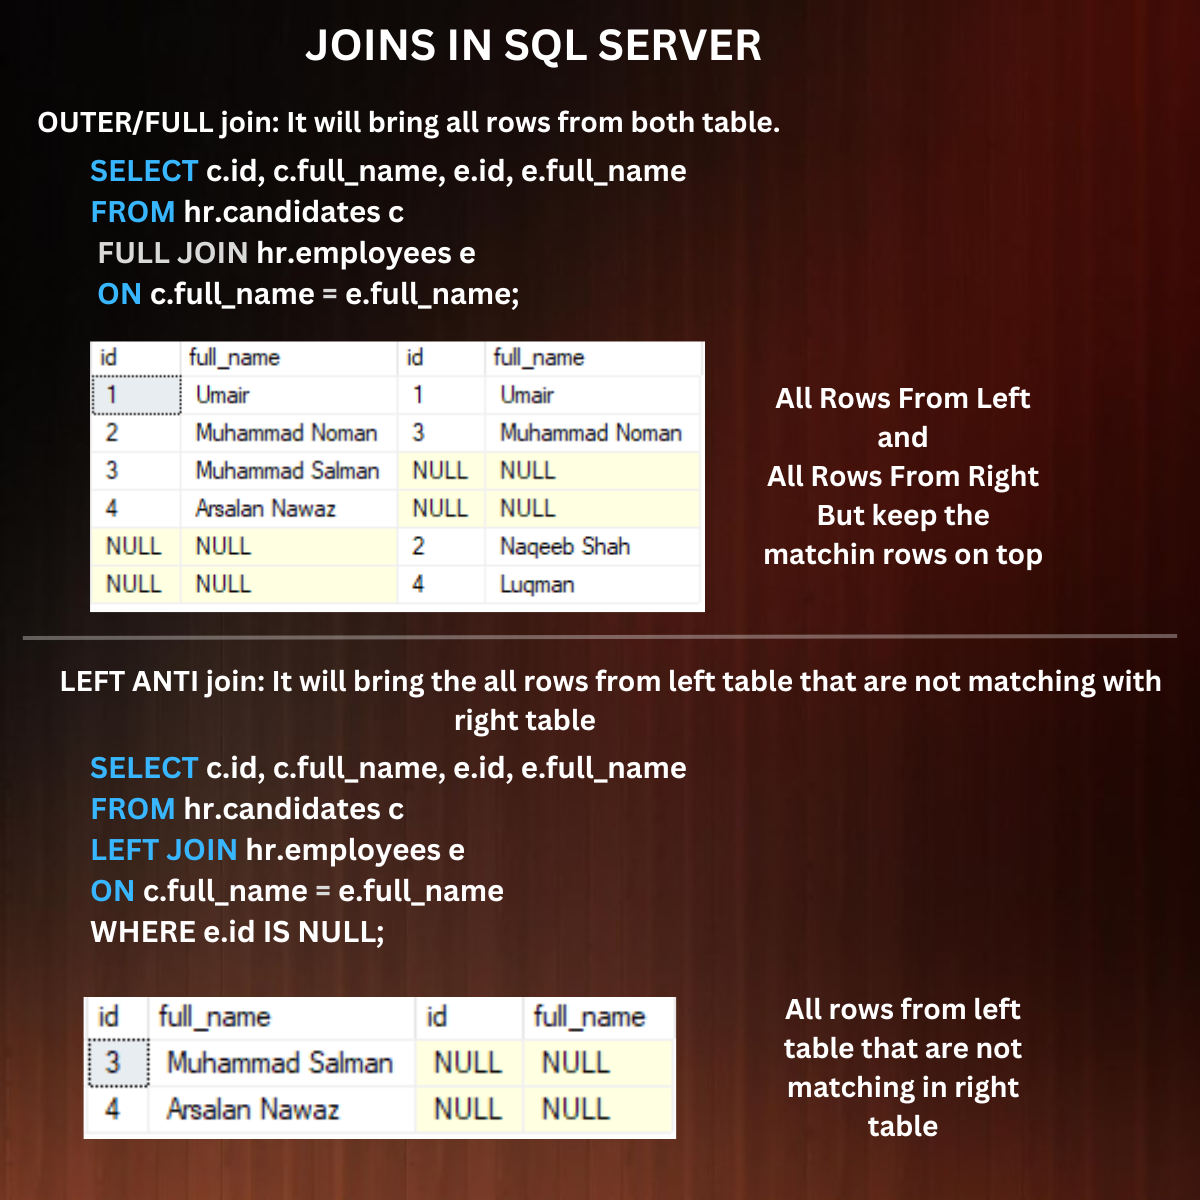 JOINS IN SQL SERVER
OUTER/FULL join: It will bring all rows from both table.
SELECT c.id, c.full_name, e.id, e.full_name
FROM hr.candidates c
FULL JOIN hr.employees e
ON c.full_name = e.full_name;
id full_name id full_name
1 Umair 1 Umair
2 Muhammad Noman 3 Muhammad Noman
3 Muhammad Salman NULL NULL
4 Arsalan Nawaz NULL NULL
NULL NULL 2 Naqeeb Shah
NULL NULL 4 Luqman
All Rows From Left
and
All Rows From Right
But keep the
matchin rows on top
LEFT ANTI join: It will bring the all rows from left table that are not matching with
right table
SELECT c.id, c.full_name, e.id, e.full_name
FROM hr.candidates c
LEFT JOIN hr.employees e
ON c.full_name = e.full_name
WHERE e.id IS NULL;
id full_name id full_name
3 Muhammad Salman NULL NULL
4 Arsalan Nawaz NULL NULL
All rows from left
table that are not
matching in right
table